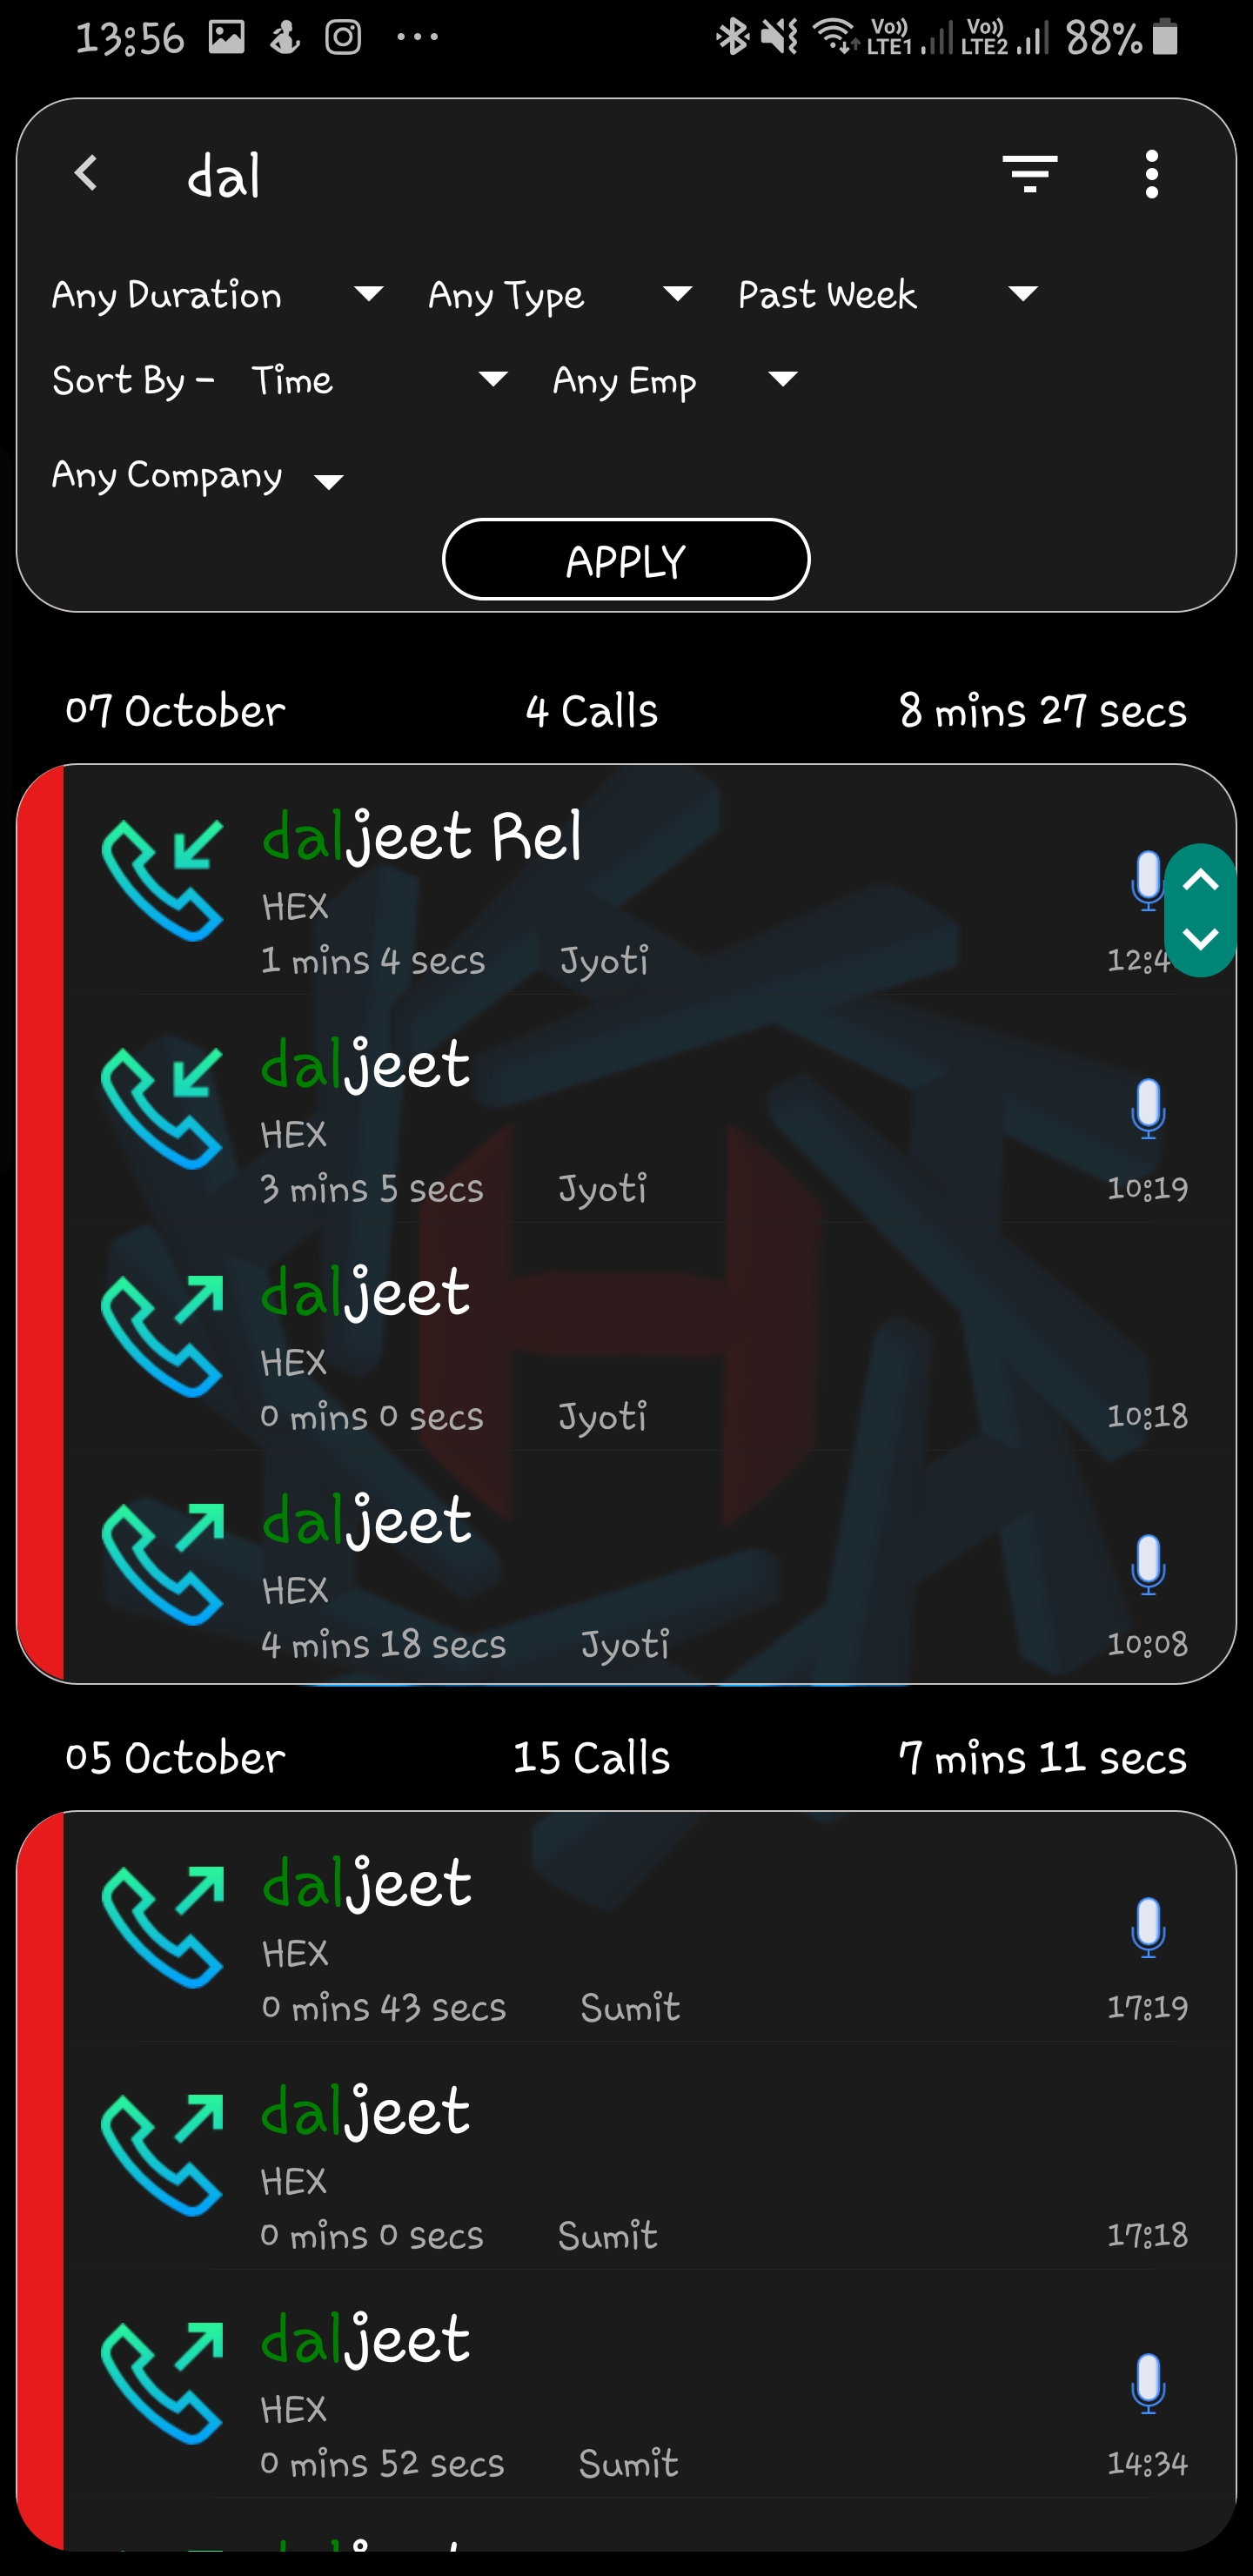 13:56 Vo)) LTE1 Vo)) LTE2 88%
dal
Any Duration Any Type Past Week
Sort By - Time Any Emp
Any Company
APPLY
07 October 4 Calls 8 mins 27 secs
daljeet Rel
HEX
1 mins 4 secs Jyoti 12:4
daljeet
HEX
3 mins 5 secs Jyoti 10:19
daljeet
HEX
0 mins 0 secs Jyoti 10:18
daljeet
HEX
4 mins 18 secs Jyoti 10:08
05 October 15 Calls 7 mins 11 secs
daljeet
HEX
0 mins 43 secs Sumit 17:19
daljeet
HEX
0 mins 0 secs Sumit 17:18
daljeet
HEX
0 mins 52 secs Sumit 14:34